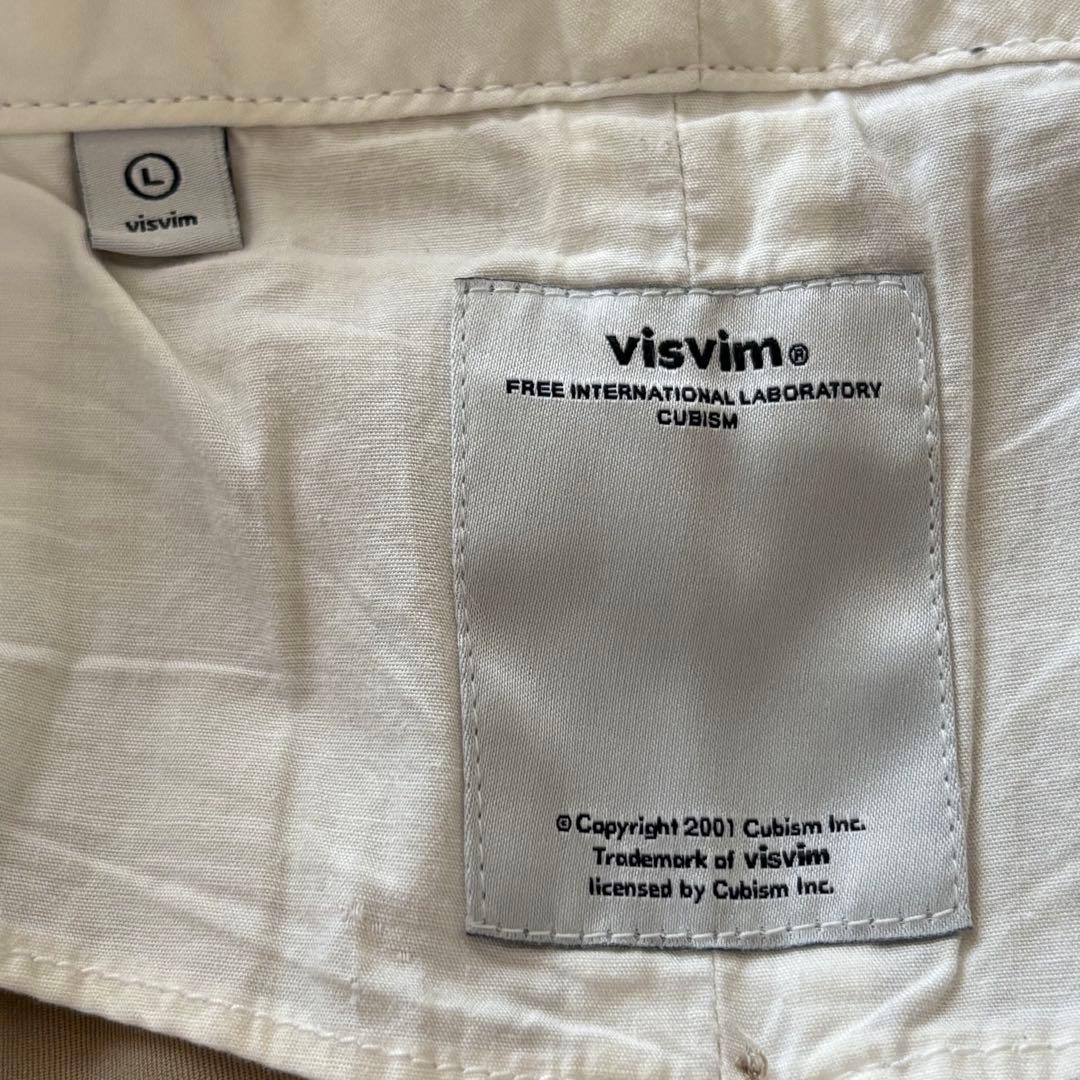 L
visvim
visvim®
FREE INTERNATIONAL LABORATORY
CUBISM
© Copyright 2001 Cubism Inc.
Trademark of visvim
licensed by Cubism Inc.